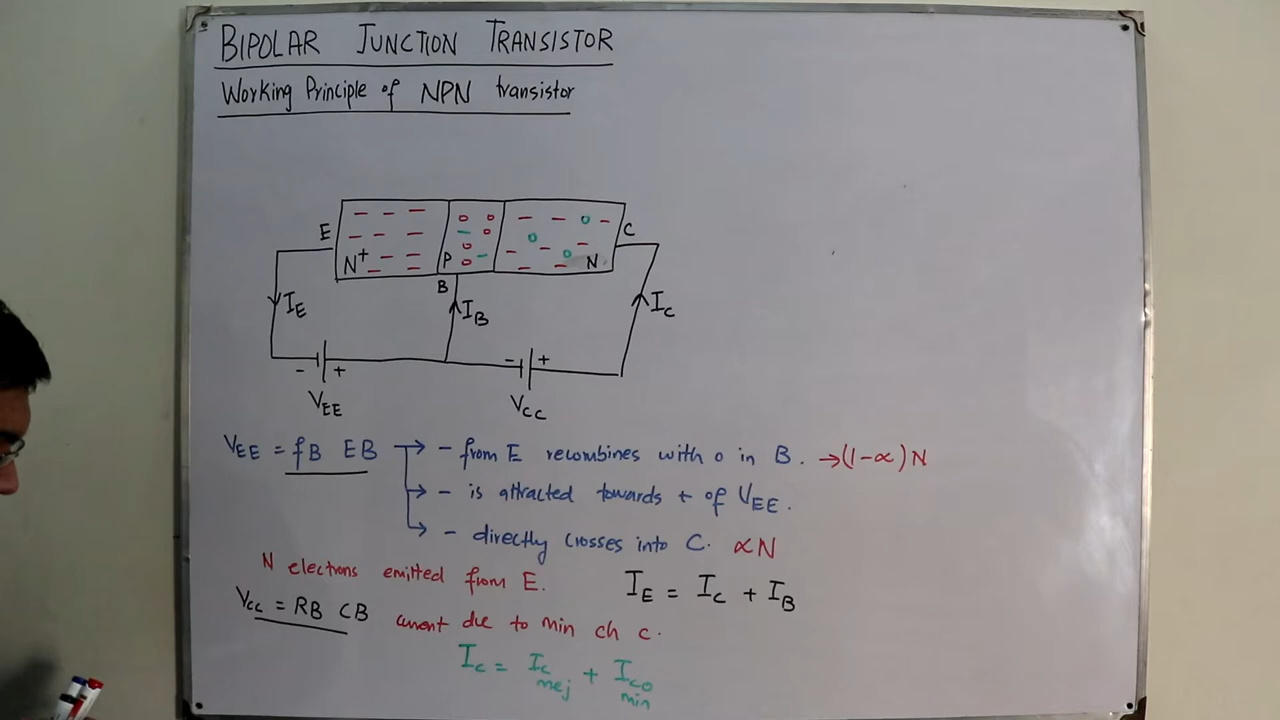 BIPOLAR JUNCTION TRANSISTOR
Working Principle of NPN transistor
E
C
N+
P
N
B
IE
IB
IC
- +
- +
VEE
VCC
VEE = fB EB → - from E recombines with o in B. → (1-α)N
→ - is attracted towards + of VEE.
→ - directly crosses into C. αN
N electrons emitted from E.
IE = IC + IB
VCC = RB CB current due to min ch c.
Ic = Ic mej + Ico min